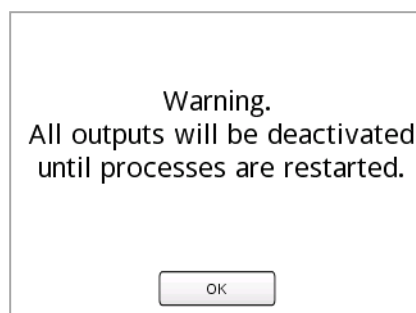 Warning.
All outputs will be deactivated
until processes are restarted.
OK